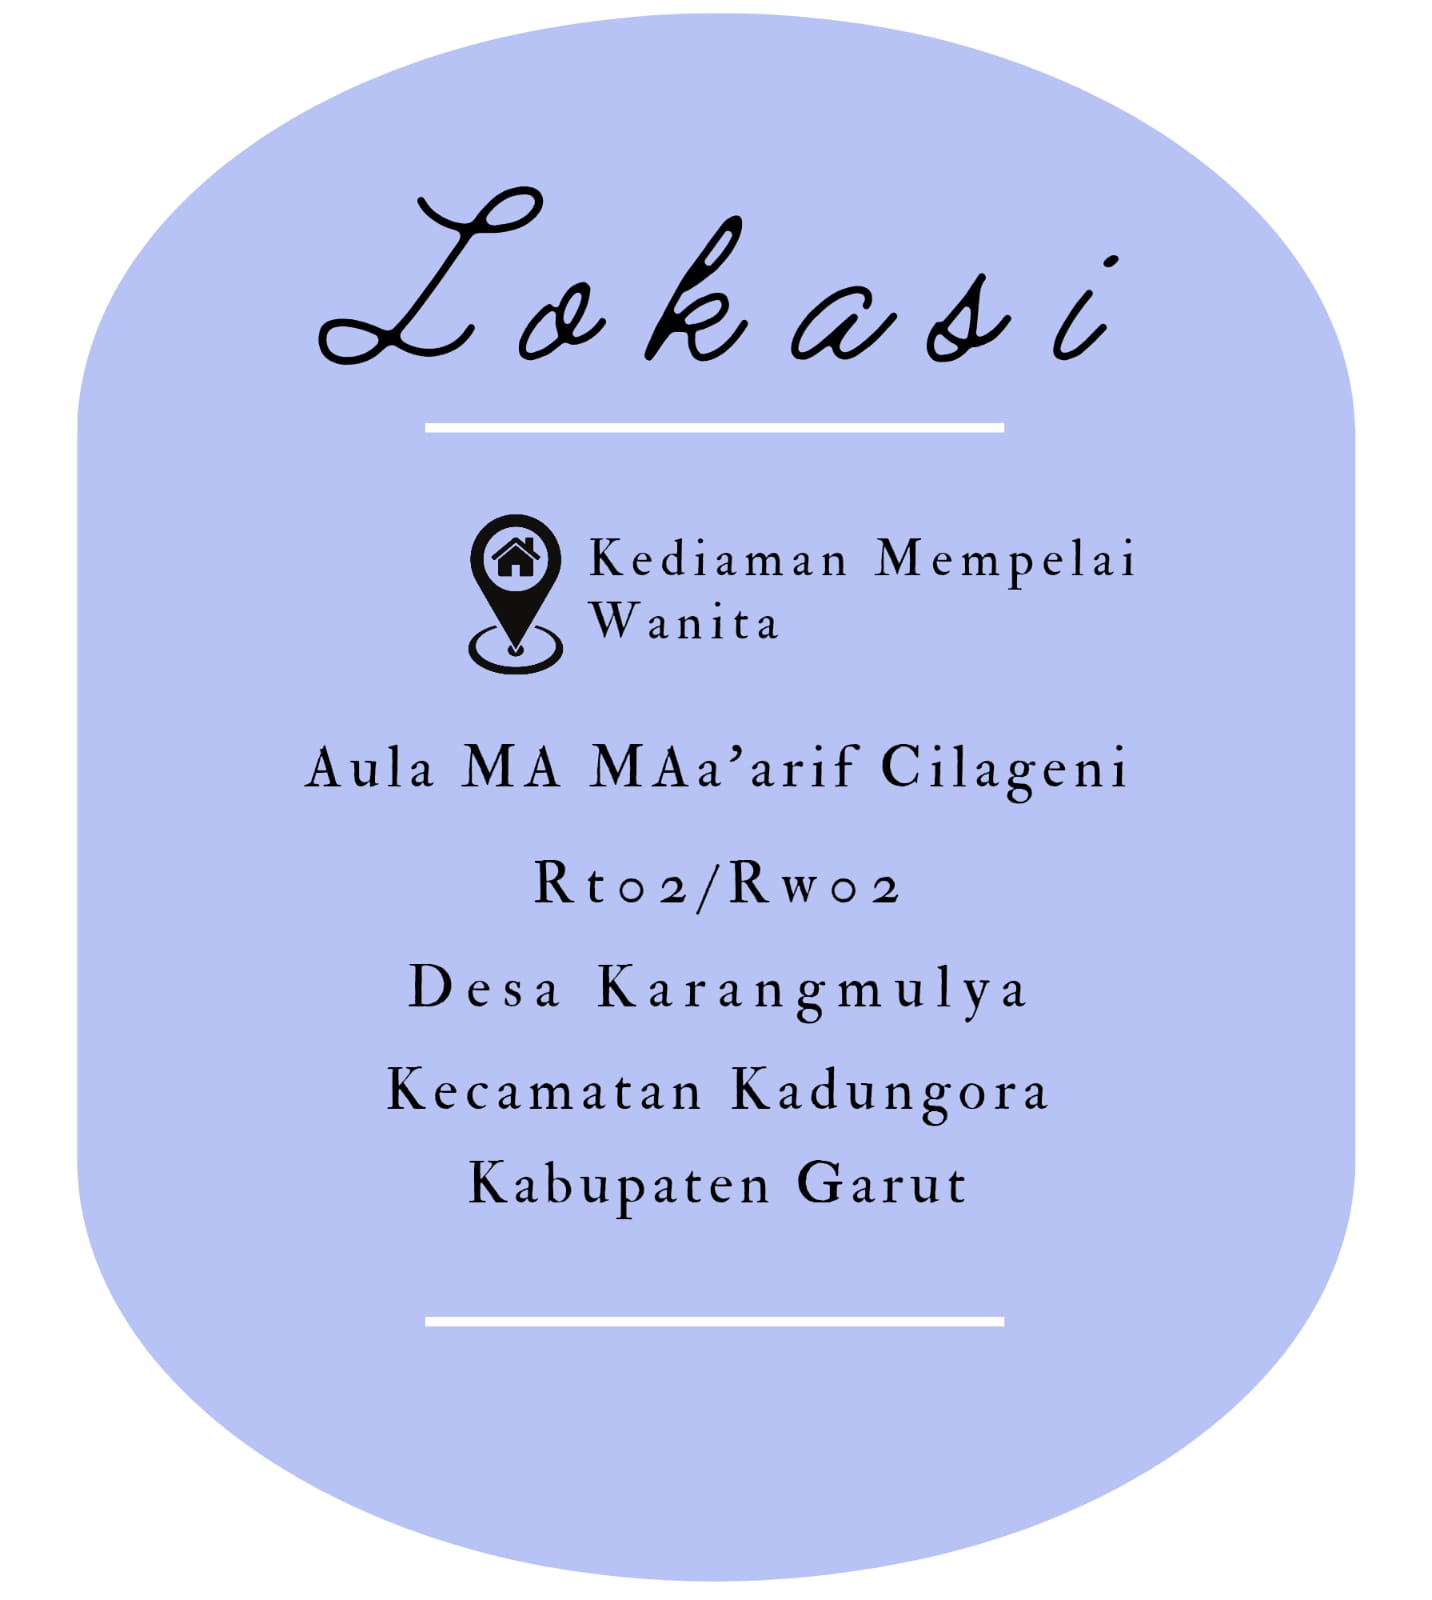 Lokasi
Kediaman Mempelai
Wanita
Aula MA MAa’arif Cilageni
Rt02/Rw02
Desa Karangmulya
Kecamatan Kadungora
Kabupaten Garut